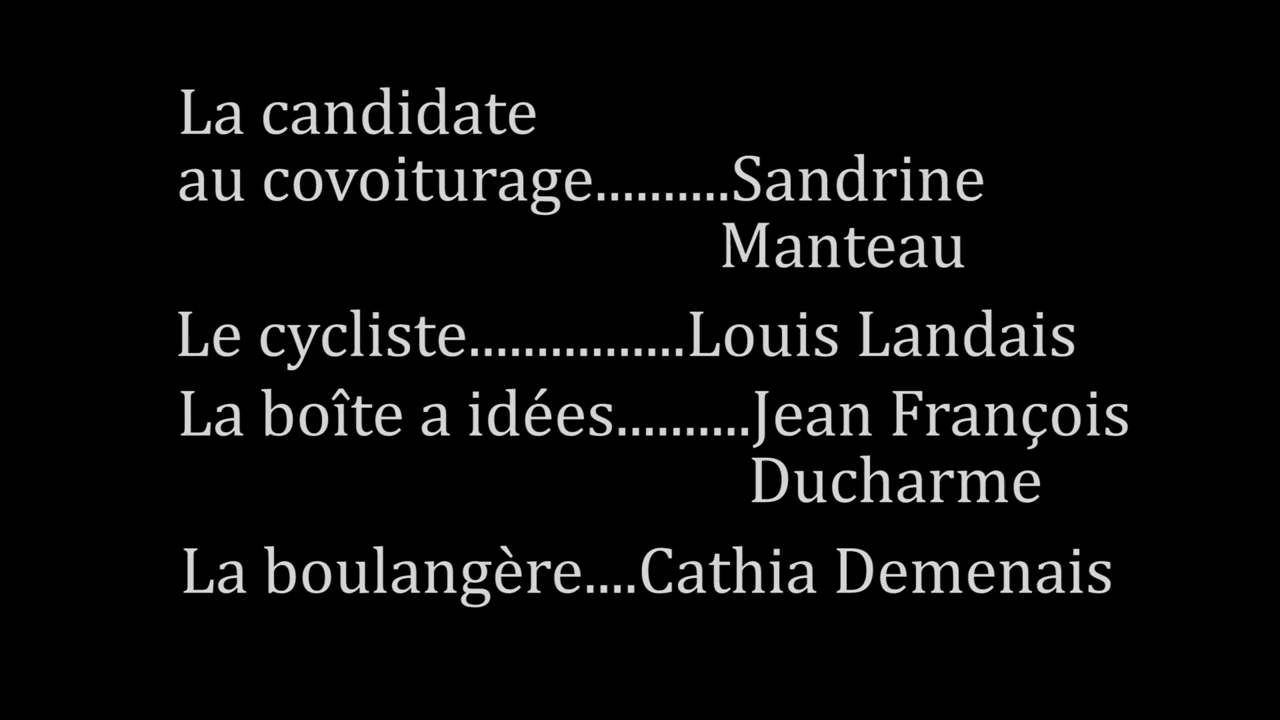 La candidate
au covoiturage..........Sandrine
Manteau
Le cycliste................Louis Landais
La boîte a idées..........Jean François
Ducharme
La boulangère....Cathia Demenais